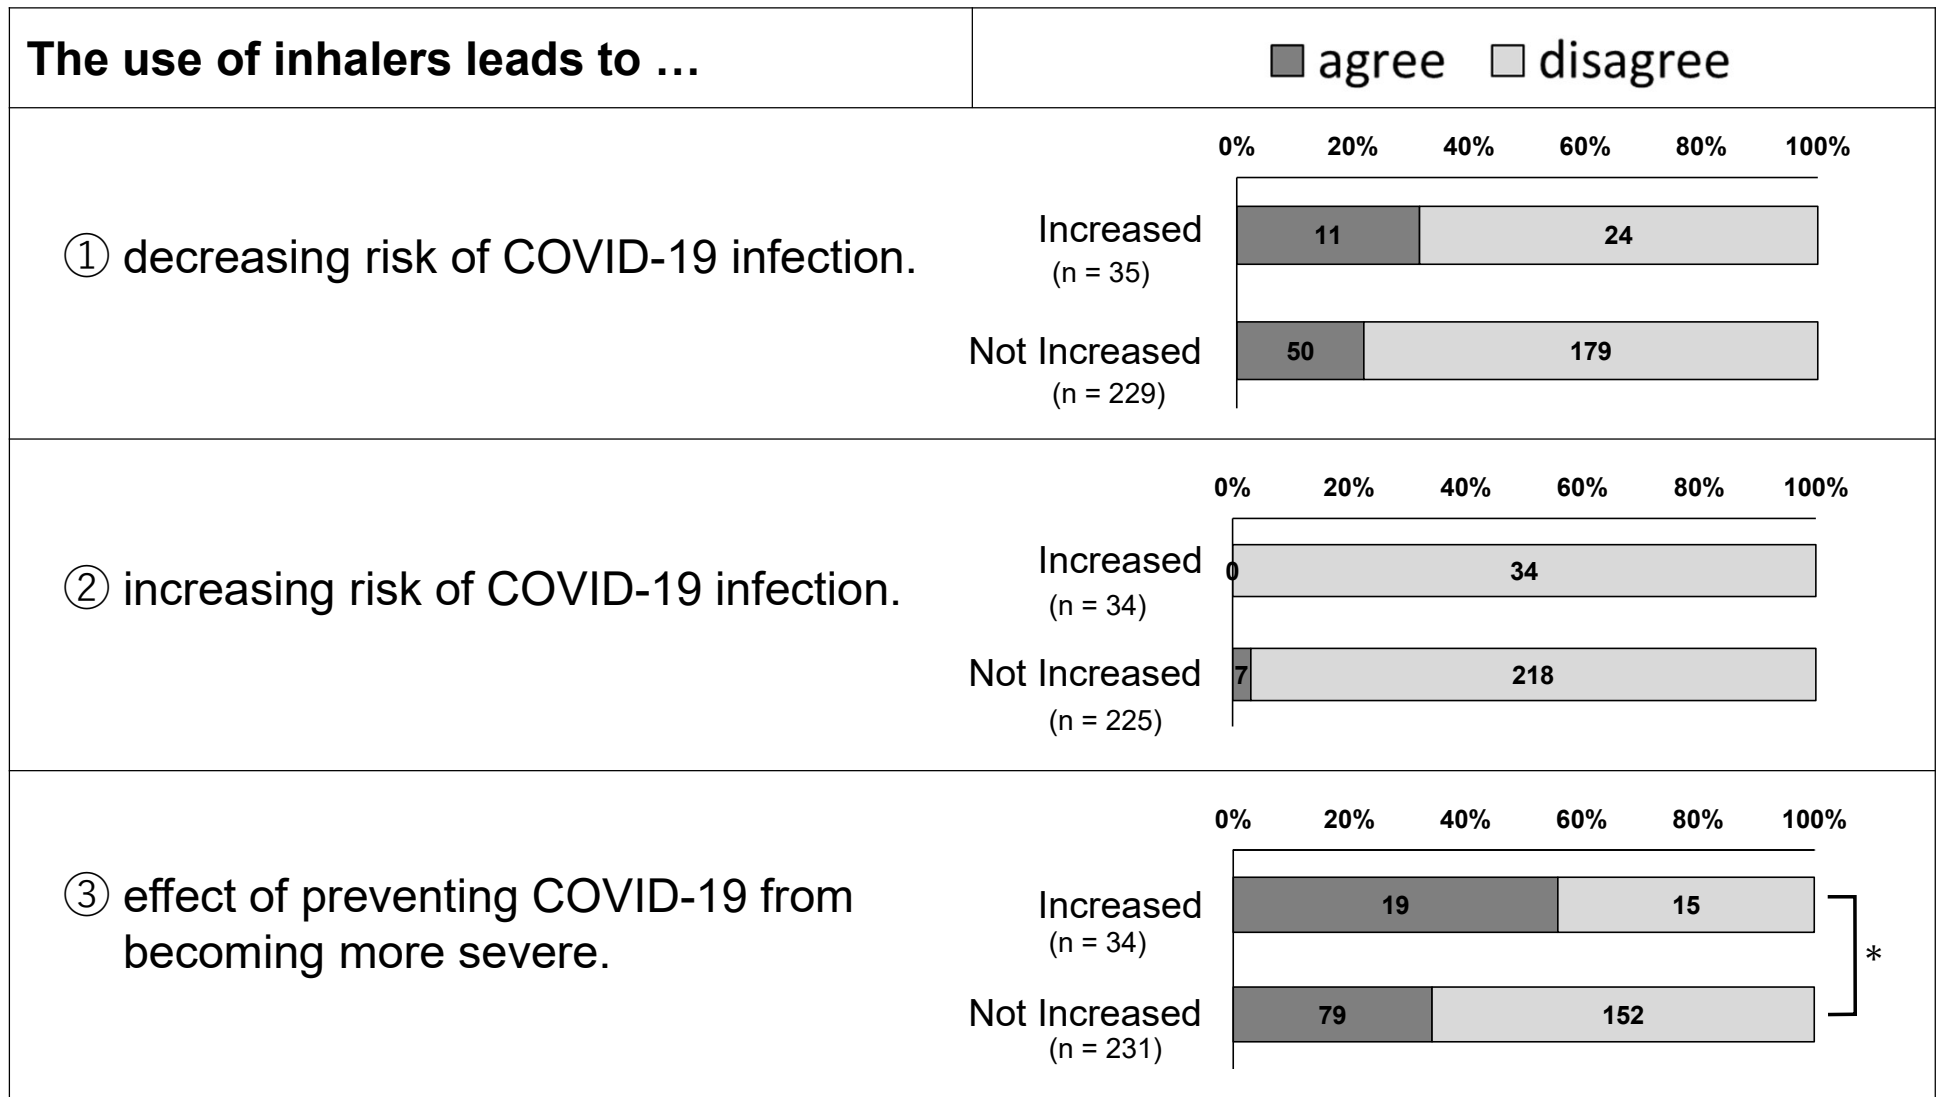 The use of inhalers leads to …
agree disagree
① decreasing risk of COVID-19 infection.
0% 20% 40% 60% 80% 100%
Increased
(n = 35)
11 24
Not Increased
(n = 229)
50 179
② increasing risk of COVID-19 infection.
0% 20% 40% 60% 80% 100%
Increased
(n = 34)
0 34
Not Increased
(n = 225)
7 218
③ effect of preventing COVID-19 from
becoming more severe.
0% 20% 40% 60% 80% 100%
Increased
(n = 34)
19 15
Not Increased
(n = 231)
79 152
*